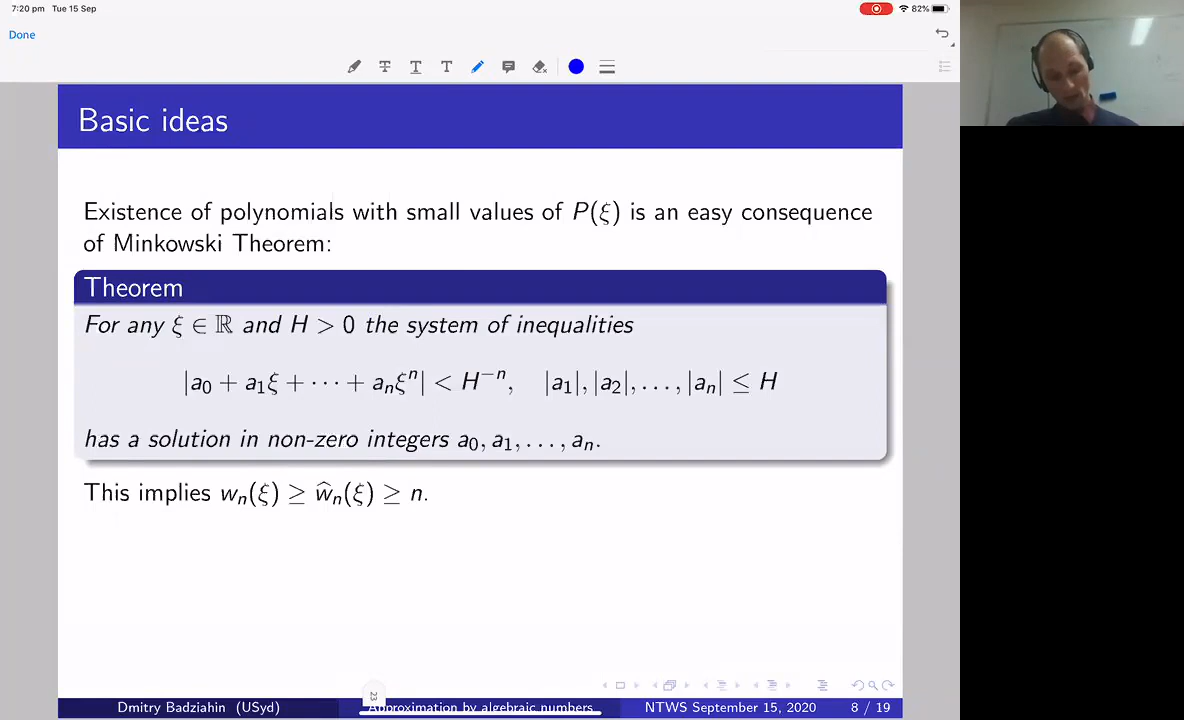 7:20 pm Tue 15 Sep
82%
Done
Basic ideas
Existence of polynomials with small values of P(ξ) is an easy consequence
of Minkowski Theorem:
Theorem
For any ξ ∈ ℝ and H > 0 the system of inequalities
|a₀ + a₁ξ + ··· + aₙξⁿ| < H⁻ⁿ, |a₁|, |a₂|, . . . , |aₙ| ≤ H
has a solution in non-zero integers a₀, a₁, . . . , aₙ.
This implies wₙ(ξ) ≥ ŵₙ(ξ) ≥ n.
23
Dmitry Badziahin (USyd) Approximation by algebraic numbers NTWS September 15, 2020 8 / 19